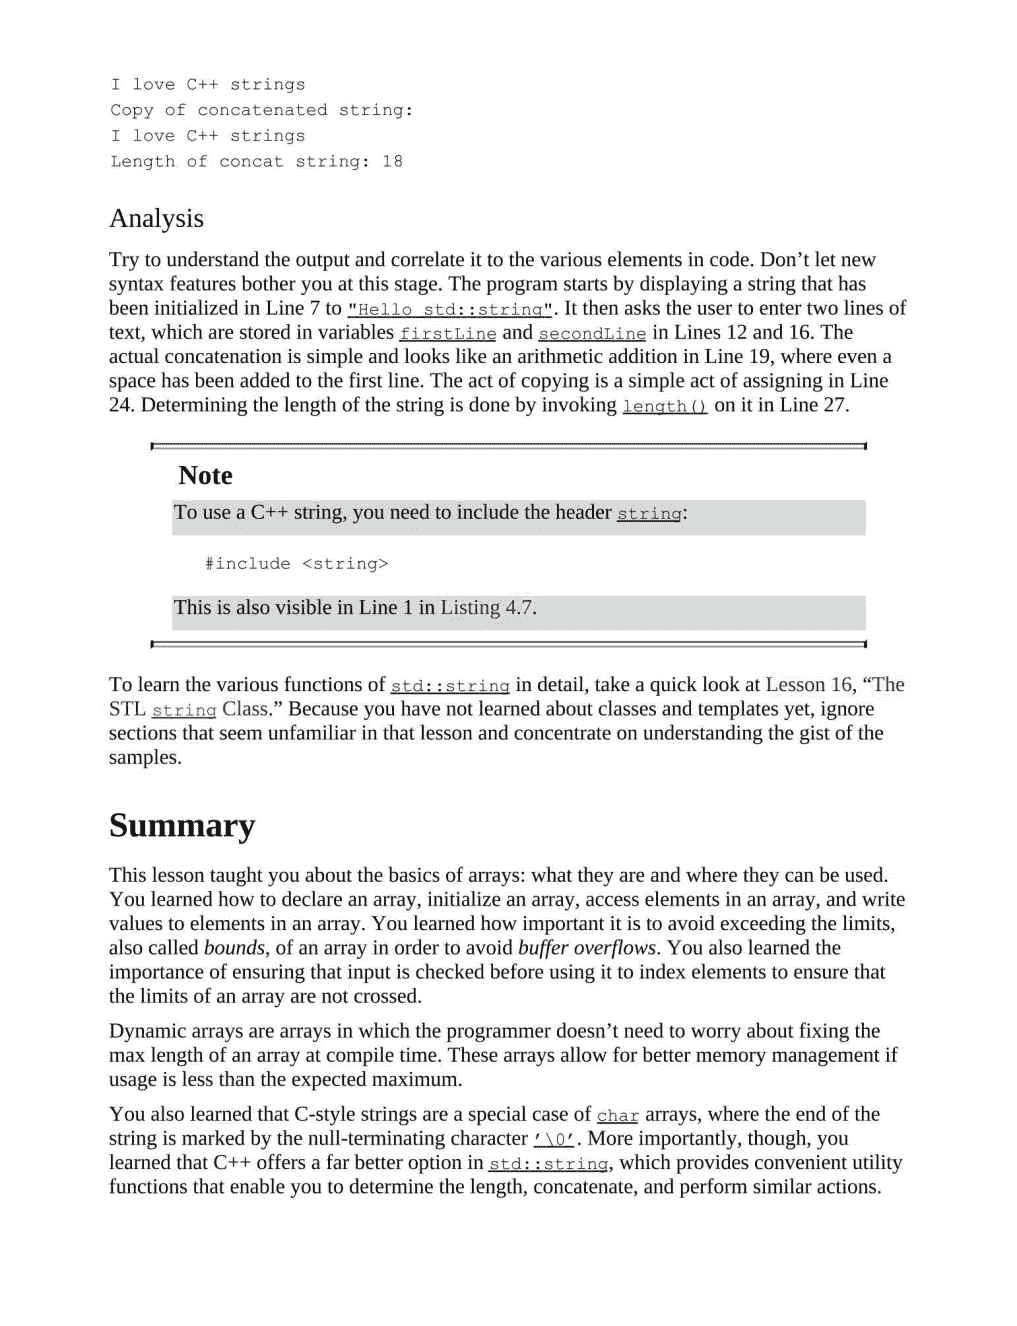 I love C++ strings
Copy of concatenated string:
I love C++ strings
Length of concat string: 18
Analysis
Try to understand the output and correlate it to the various elements in code. Don’t let new
syntax features bother you at this stage. The program starts by displaying a string that has
been initialized in Line 7 to "Hello std::string". It then asks the user to enter two lines of
text, which are stored in variables firstLine and secondLine in Lines 12 and 16. The
actual concatenation is simple and looks like an arithmetic addition in Line 19, where even a
space has been added to the first line. The act of copying is a simple act of assigning in Line
24. Determining the length of the string is done by invoking length() on it in Line 27.
Note
To use a C++ string, you need to include the header string:
#include <string>
This is also visible in Line 1 in Listing 4.7.
To learn the various functions of std::string in detail, take a quick look at Lesson 16, “The
STL string Class.” Because you have not learned about classes and templates yet, ignore
sections that seem unfamiliar in that lesson and concentrate on understanding the gist of the
samples.
Summary
This lesson taught you about the basics of arrays: what they are and where they can be used.
You learned how to declare an array, initialize an array, access elements in an array, and write
values to elements in an array. You learned how important it is to avoid exceeding the limits,
also called bounds, of an array in order to avoid buffer overflows. You also learned the
importance of ensuring that input is checked before using it to index elements to ensure that
the limits of an array are not crossed.
Dynamic arrays are arrays in which the programmer doesn’t need to worry about fixing the
max length of an array at compile time. These arrays allow for better memory management if
usage is less than the expected maximum.
You also learned that C-style strings are a special case of char arrays, where the end of the
string is marked by the null-terminating character ’\0’. More importantly, though, you
learned that C++ offers a far better option in std::string, which provides convenient utility
functions that enable you to determine the length, concatenate, and perform similar actions.